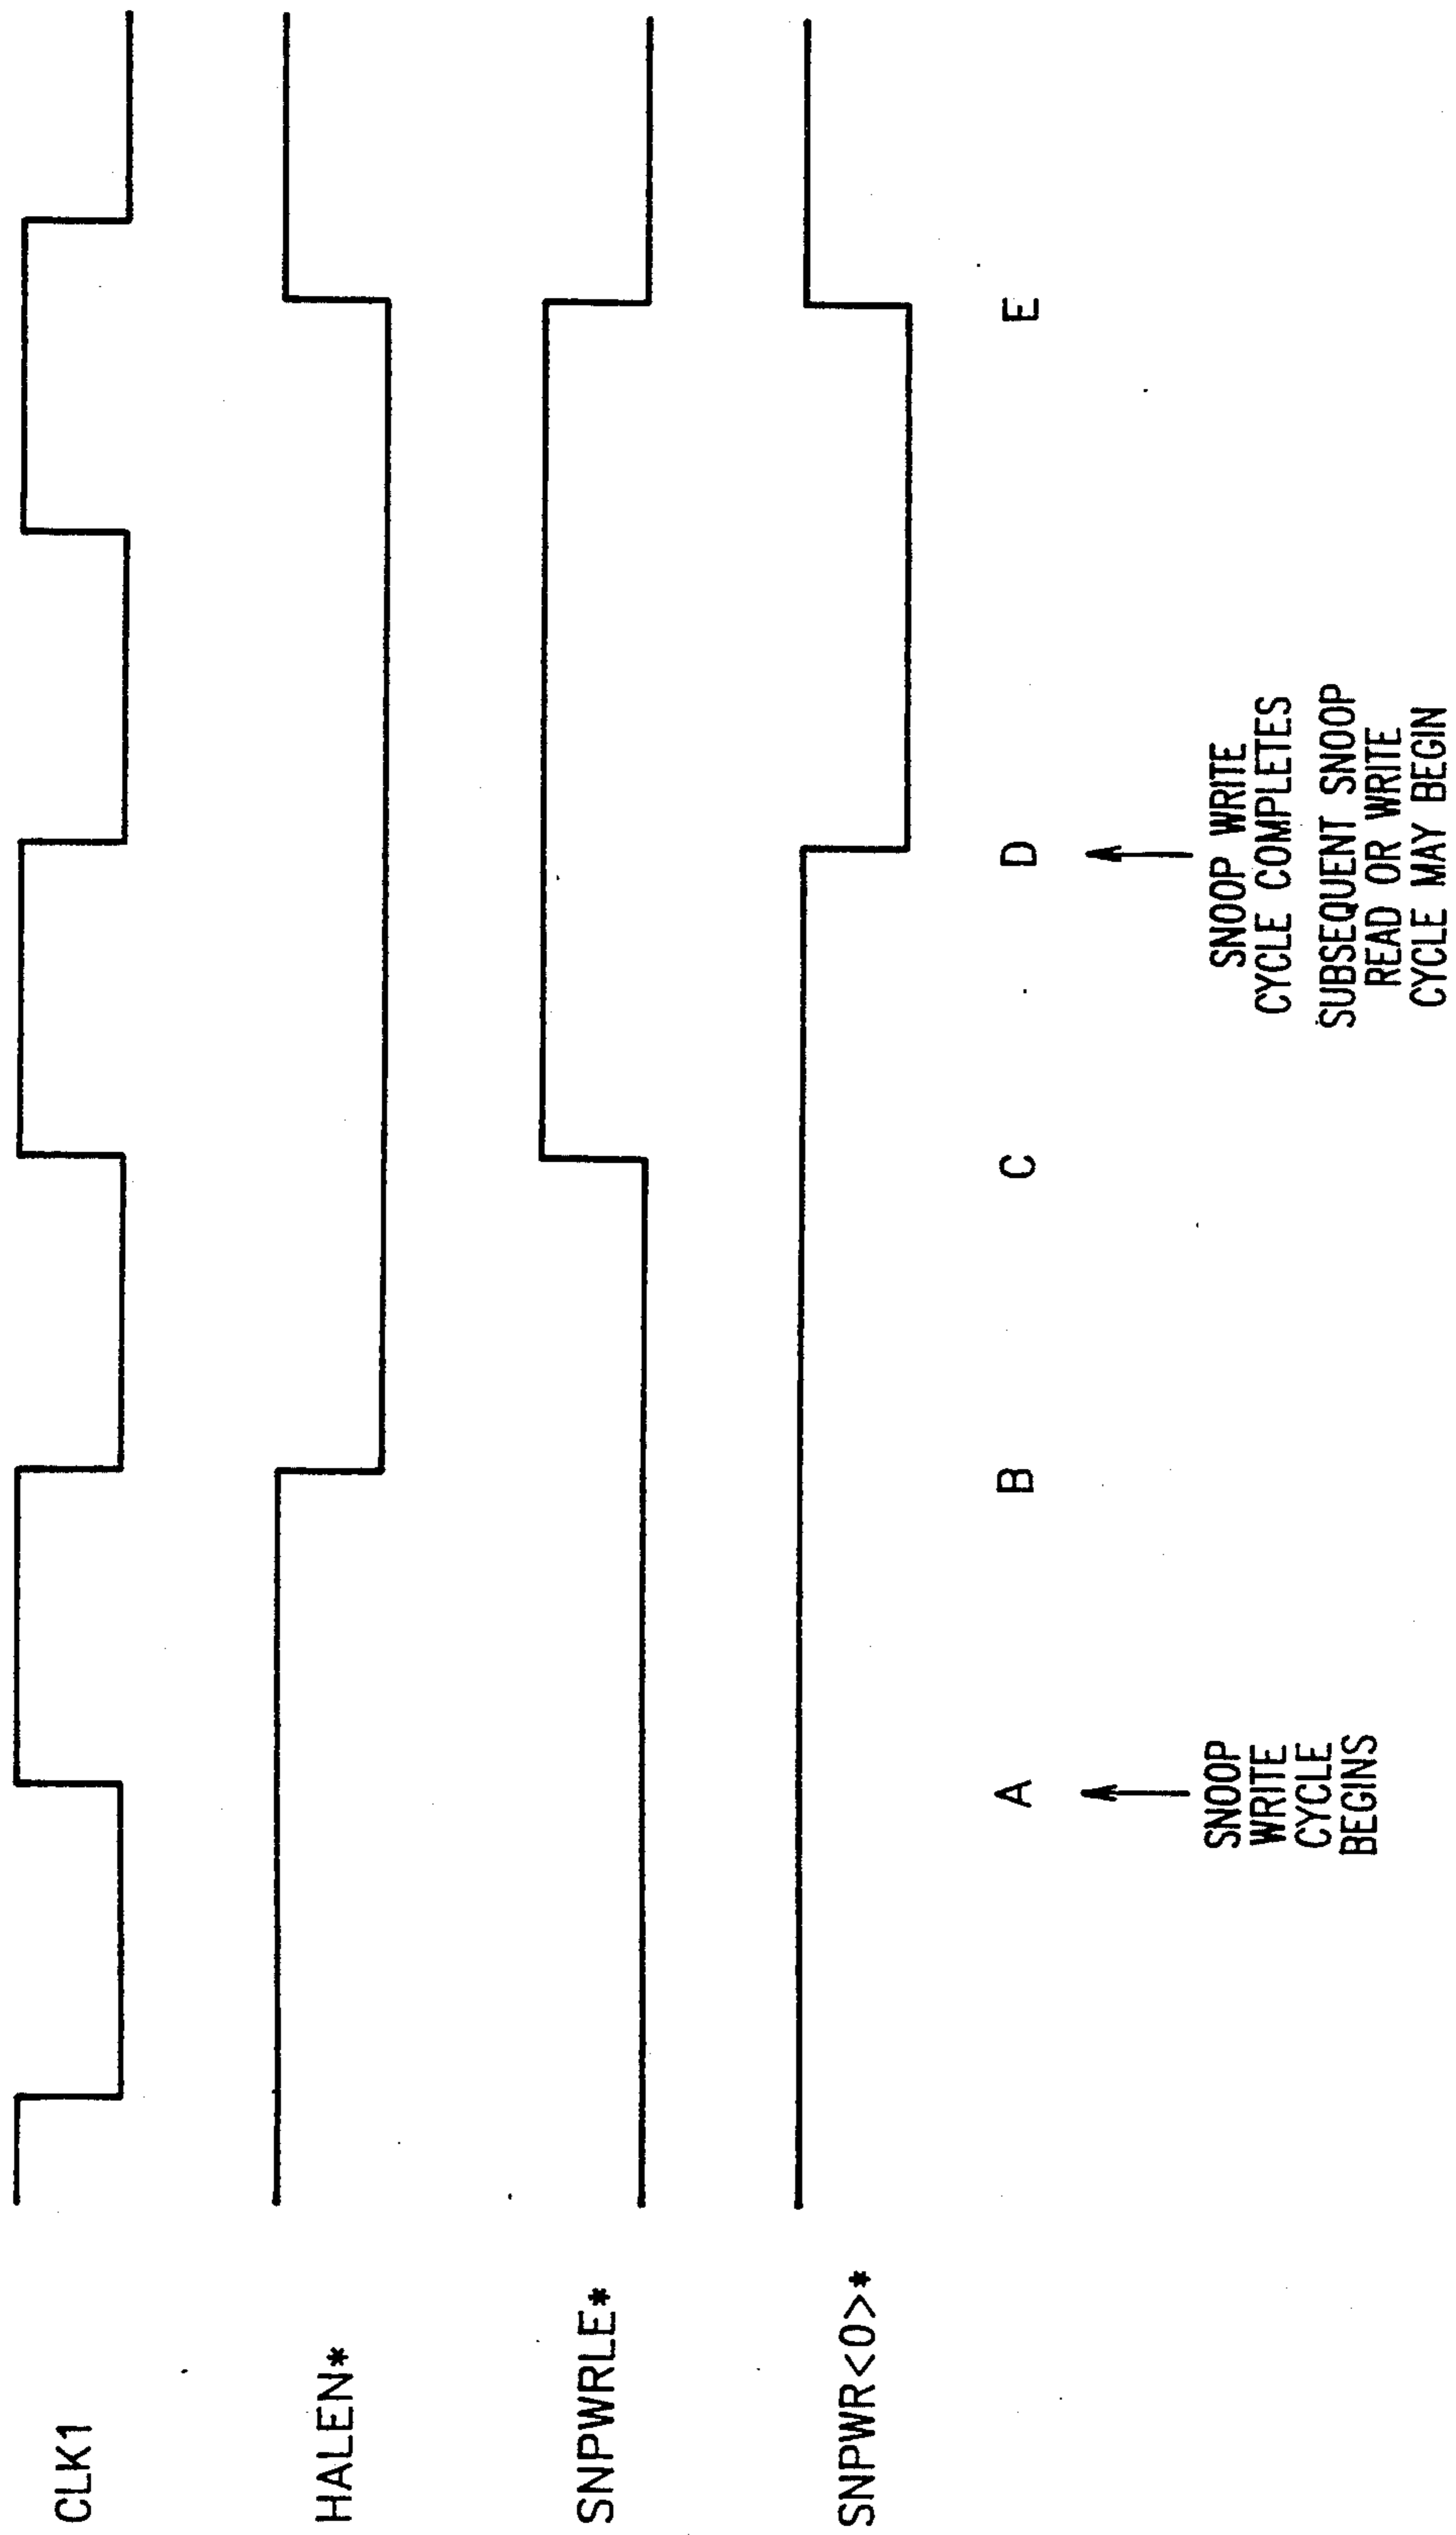 CLK1
HALEN*
SNPWRLE*
SNPWR<0>*
A
B
C
D
E
SNOOP
WRITE
CYCLE
BEGINS
SNOOP WRITE
CYCLE COMPLETES
SUBSEQUENT SNOOP
READ OR WRITE
CYCLE MAY BEGIN